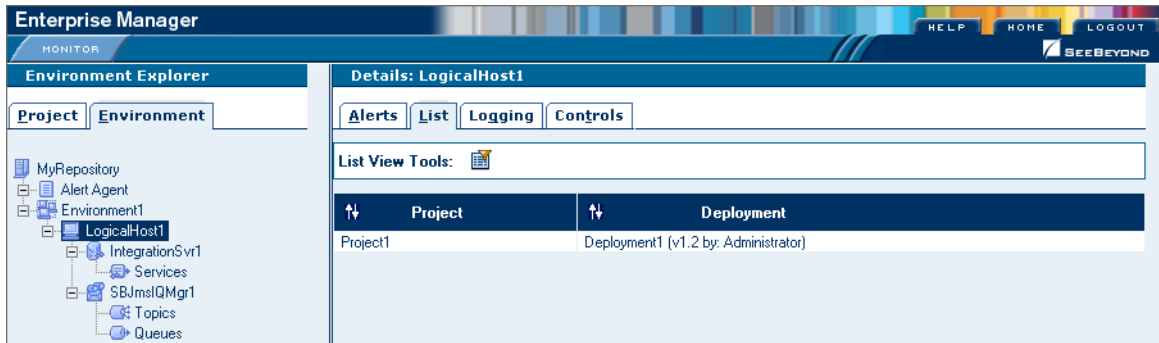 Enterprise Manager
HELP HOME LOGOUT
MONITOR
SEEBEYOND
Environment Explorer
Project Environment
MyRepository
Alert Agent
Environment1
LogicalHost1
IntegrationSvr1
Services
SBJmsIQMgr1
Topics
Queues
Details: LogicalHost1
Alerts List Logging Controls
List View Tools:
Project Deployment
Project1 Deployment1 (v1.2 by: Administrator)